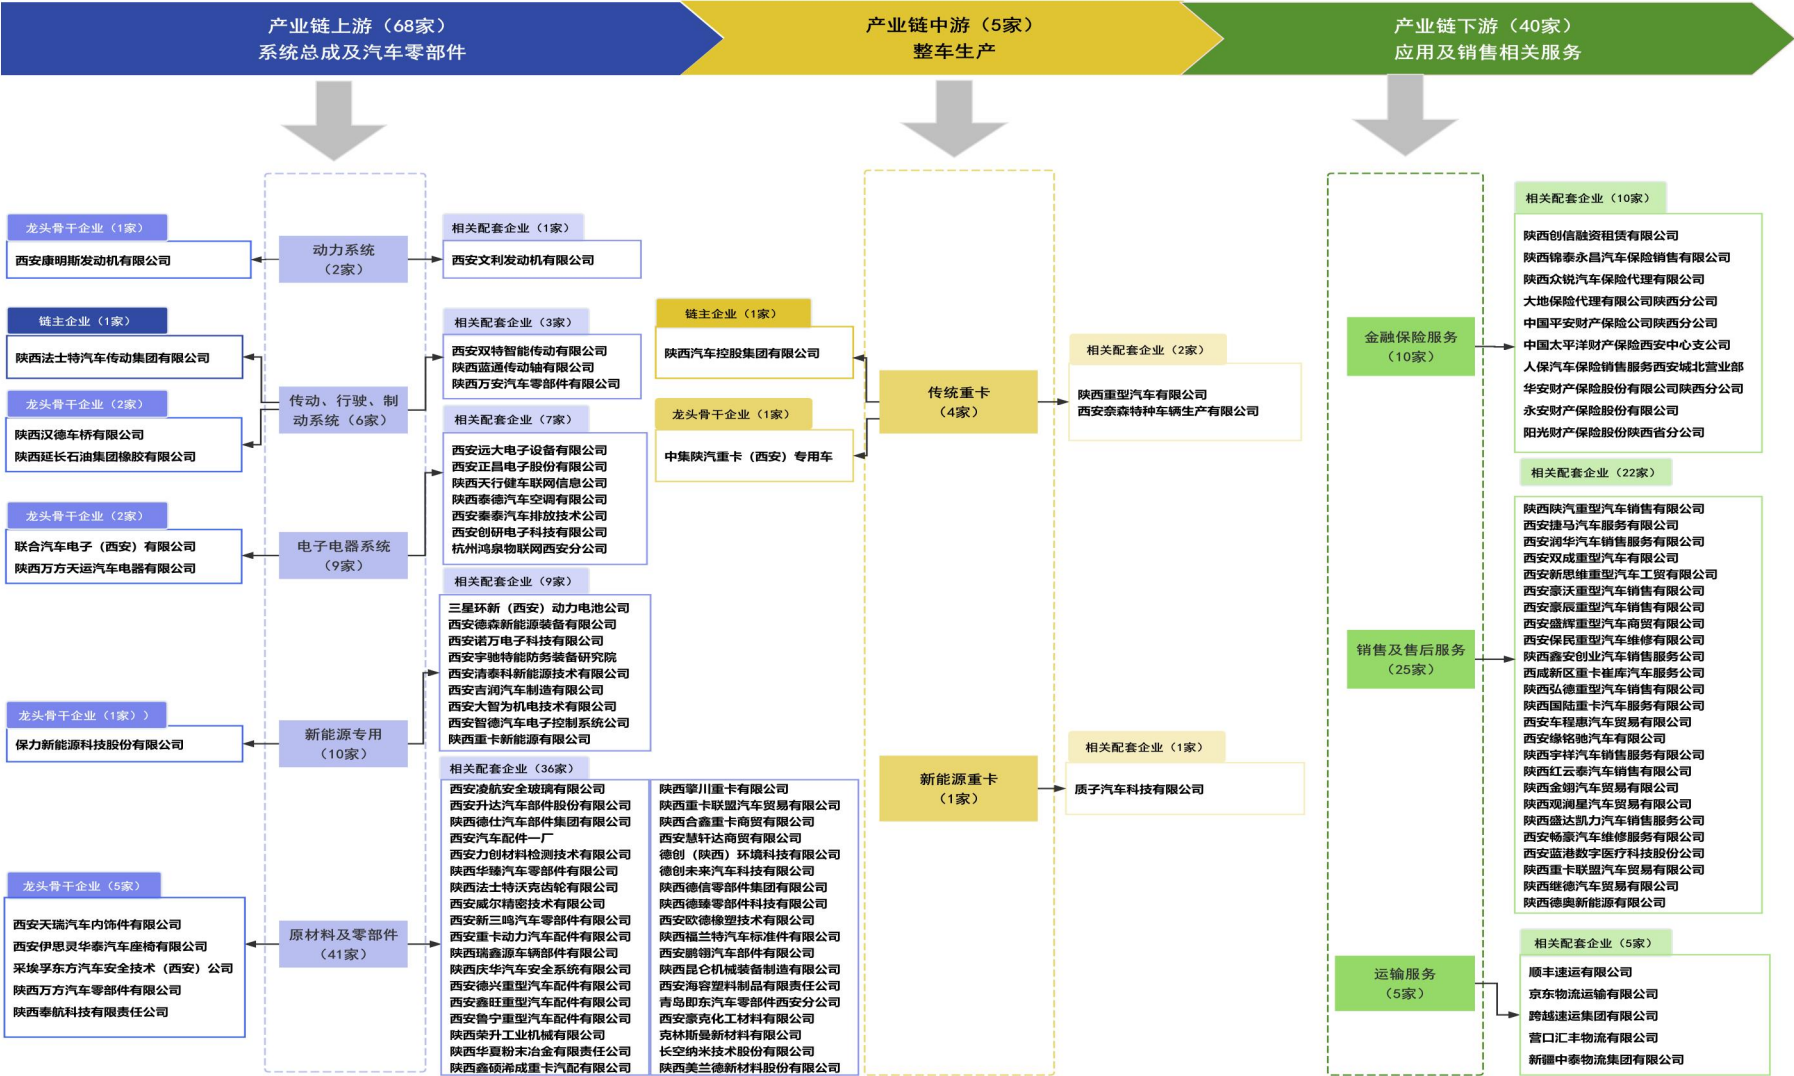 产业链上游（68家）
系统总成及汽车零部件
产业链中游（5家）
整车生产
产业链下游（40家）
应用及销售相关服务
龙头骨干企业（1家）
西安康明斯发动机有限公司
动力系统
（2家）
相关配套企业（1家）
西安文利发动机有限公司
链主企业（1家）
陕西法士特汽车传动集团有限公司
龙头骨干企业（2家）
陕西汉德车桥有限公司
陕西延长石油集团橡胶有限公司
传动、行驶、制
动系统（6家）
相关配套企业（3家）
西安双特智能传动有限公司
陕西蓝通传动轴有限公司
陕西万安汽车零部件有限公司
龙头骨干企业（2家）
联合汽车电子（西安）有限公司
陕西万方天运汽车电器有限公司
电子电器系统
（9家）
相关配套企业（7家）
西安远大电子设备有限公司
西安正昌电子股份有限公司
陕西天行健车联网信息公司
陕西泰德汽车空调有限公司
西安秦泰汽车排放技术公司
西安创研电子科技有限公司
杭州鸿泉物联网西安分公司
龙头骨干企业（1家））
保力新能源科技股份有限公司
新能源专用
（10家）
相关配套企业（9家）
三星环新（西安）动力电池公司
西安德森新能源装备有限公司
西安诺万电子科技有限公司
西安宇驰特能防务装备研究院
西安清泰科新能源技术有限公司
西安吉润汽车制造有限公司
西安大智为机电技术有限公司
西安智德汽车电子控制系统公司
陕西重卡新能源有限公司
龙头骨干企业（5家）
西安天瑞汽车内饰件有限公司
西安伊思灵华泰汽车座椅有限公司
采埃孚东方汽车安全技术（西安）公司
陕西万方汽车零部件有限公司
陕西奉航科技有限责任公司
原材料及零部件
（41家）
相关配套企业（36家）
西安凌航安全玻璃有限公司
西安升达汽车部件股份有限公司
陕西德仕汽车部件集团有限公司
西安汽车配件一厂
西安力创材料检测技术有限公司
陕西华臻汽车零部件有限公司
陕西法士特沃克齿轮有限公司
西安威尔精密技术有限公司
西安新三鸣汽车零部件有限公司
西安重卡动力汽车配件有限公司
陕西瑞鑫源车辆部件有限公司
陕西庆华汽车安全系统有限公司
西安德兴重型汽车配件有限公司
西安鑫旺重型汽车配件有限公司
西安鲁宁重型汽车配件有限公司
陕西荣升工业机械有限公司
陕西华夏粉末冶金有限责任公司
陕西鑫硕浠成重卡汽配有限公司
陕西擎川重卡有限公司
陕西重卡联盟汽车贸易有限公司
陕西合鑫重卡商贸有限公司
西安慧轩达商贸有限公司
德创（陕西）环境科技有限公司
德创未来汽车科技有限公司
陕西德信零部件集团有限公司
陕西德臻零部件科技有限公司
西安欧德橡塑技术有限公司
陕西福兰特汽车标准件有限公司
西安鹏翎汽车部件有限公司
陕西昆仑机械装备制造有限公司
西安海容塑料制品有限责任公司
青岛即东汽车零部件西安分公司
西安豪克化工材料有限公司
克林斯曼新材料有限公司
长空纳米技术股份有限公司
陕西美兰德新材料股份有限公司
链主企业（1家）
陕西汽车控股集团有限公司
龙头骨干企业（1家）
中集陕汽重卡（西安）专用车
传统重卡
（4家）
相关配套企业（2家）
陕西重型汽车有限公司
西安奈森特种车辆生产有限公司
新能源重卡
（1家）
相关配套企业（1家）
质子汽车科技有限公司
金融保险服务
（10家）
相关配套企业（10家）
陕西创信融资租赁有限公司
陕西锦泰永昌汽车保险销售有限公司
陕西众锐汽车保险代理有限公司
大地保险代理有限公司陕西分公司
中国平安财产保险公司陕西分公司
中国太平洋财产保险西安中心支公司
人保汽车保险销售服务西安城北营业部
华安财产保险股份有限公司陕西分公司
永安财产保险股份有限公司
阳光财产保险股份陕西省分公司
销售及售后服务
（25家）
相关配套企业（22家）
陕西陕汽重型汽车销售有限公司
西安捷马汽车服务有限公司
西安润华汽车销售服务有限公司
西安双成重型汽车有限公司
西安新思维重型汽车工贸有限公司
西安豪沃重型汽车销售有限公司
西安豪辰重型汽车销售有限公司
西安盛辉重型汽车商贸有限公司
西安保民重型汽车维修有限公司
陕西鑫安创业汽车销售服务公司
西咸新区重卡崔库汽车服务公司
陕西弘德重型汽车销售有限公司
陕西国陆重卡汽车服务有限公司
西安车程惠汽车贸易有限公司
西安缘铭驰汽车有限公司
陕西宇祥汽车销售服务有限公司
陕西红云泰汽车销售有限公司
陕西金翊汽车贸易有限公司
陕西观澜星汽车贸易有限公司
陕西盛达凯力汽车销售服务公司
西安畅豪汽车维修服务有限公司
西安蓝港数字医疗科技股份公司
陕西重卡联盟汽车贸易有限公司
陕西继德汽车贸易有限公司
陕西德奥新能源有限公司
运输服务
（5家）
相关配套企业（5家）
顺丰速运有限公司
京东物流运输有限公司
跨越速运集团有限公司
营口汇丰物流有限公司
新疆中泰物流集团有限公司